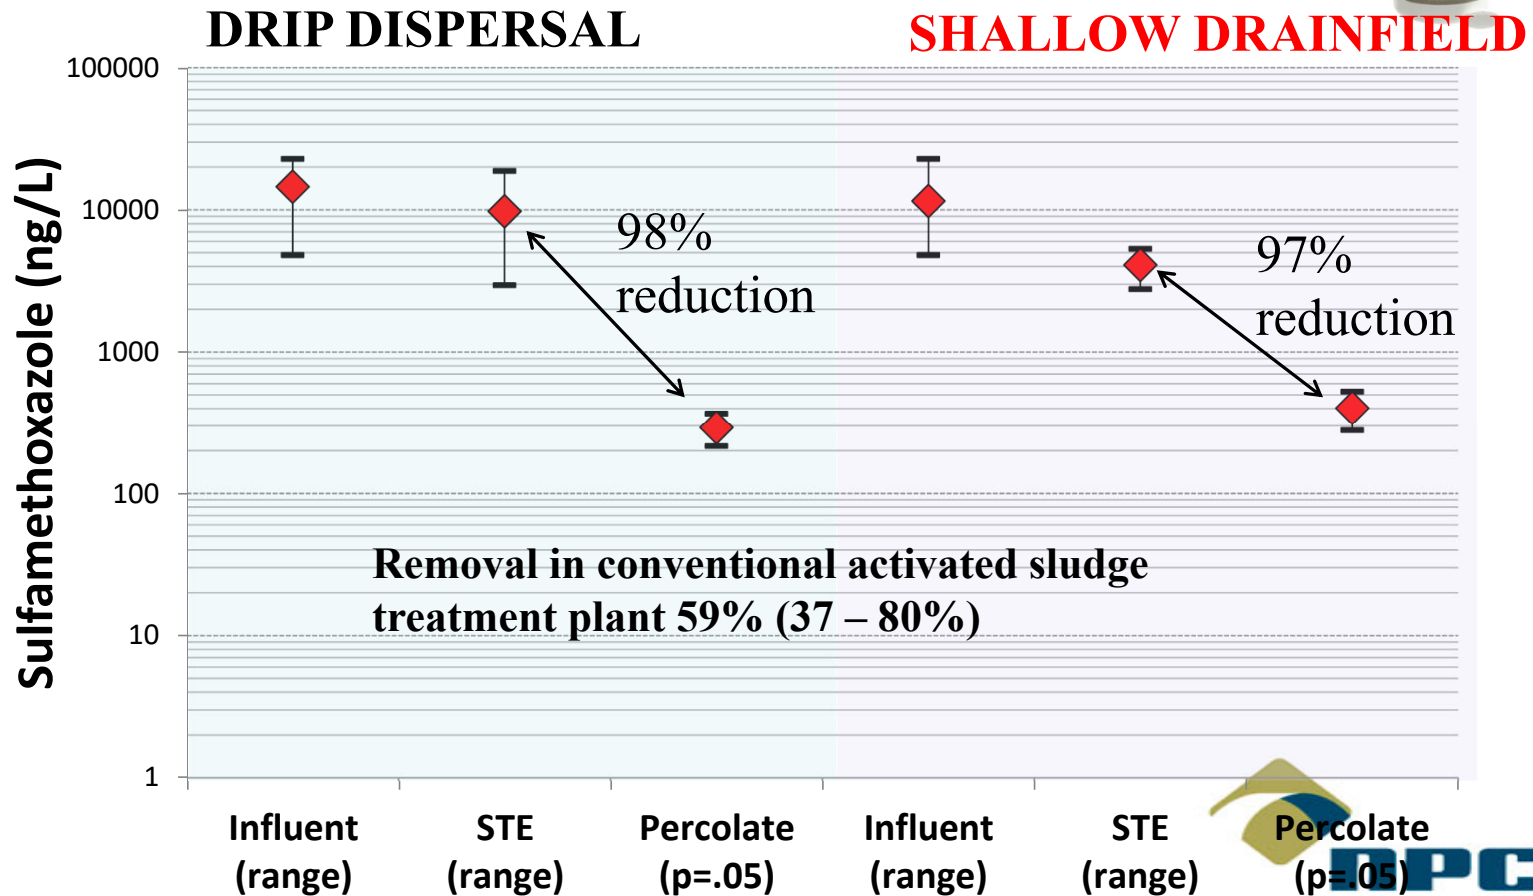 DRIP DISPERSAL
SHALLOW DRAINFIELD
Sulfamethoxazole (ng/L)
100000
10000
1000
100
10
1
98%
reduction
97%
reduction
Removal in conventional activated sludge
treatment plant 59% (37 – 80%)
Influent
(range)
STE
(range)
Percolate
(p=.05)
Influent
(range)
STE
(range)
Percolate
(p=.05)